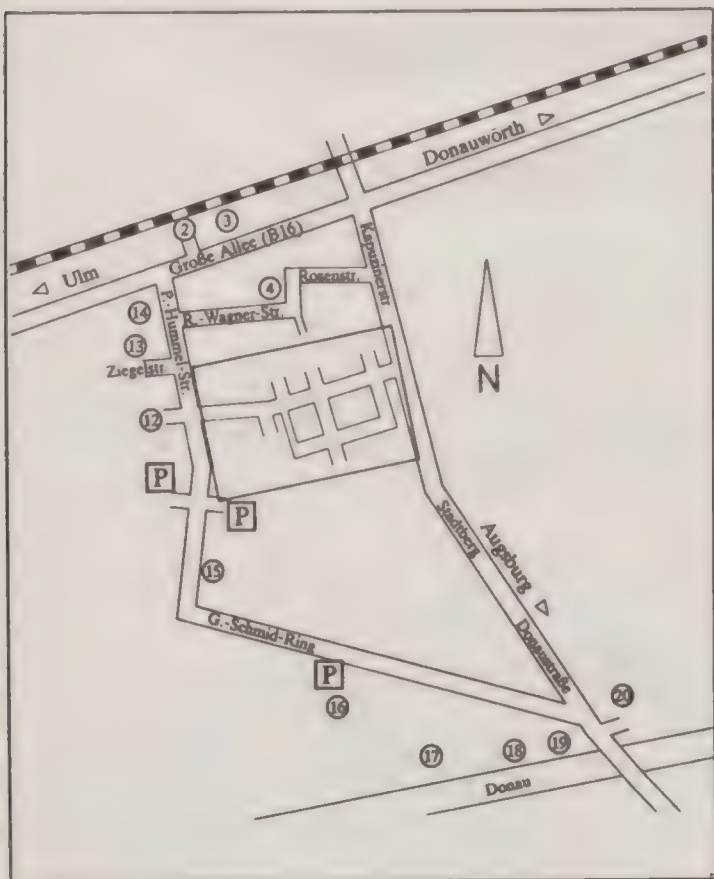 Donauwörth ▷
③
②
Große Allee (B16)
◁ Ulm
Kapuzinerstr
Rosenstr.
④
R.-Wagner-Str.
⑭
P.-Hummel-Str.
⑬
Ziegelstr.
N
⑫
P
P
Stadtberg
Augsburg ▷
⑮
G.-Schmid-Ring
Donaustraße
P
⑯
⑳
⑰
⑱
⑲
Donau